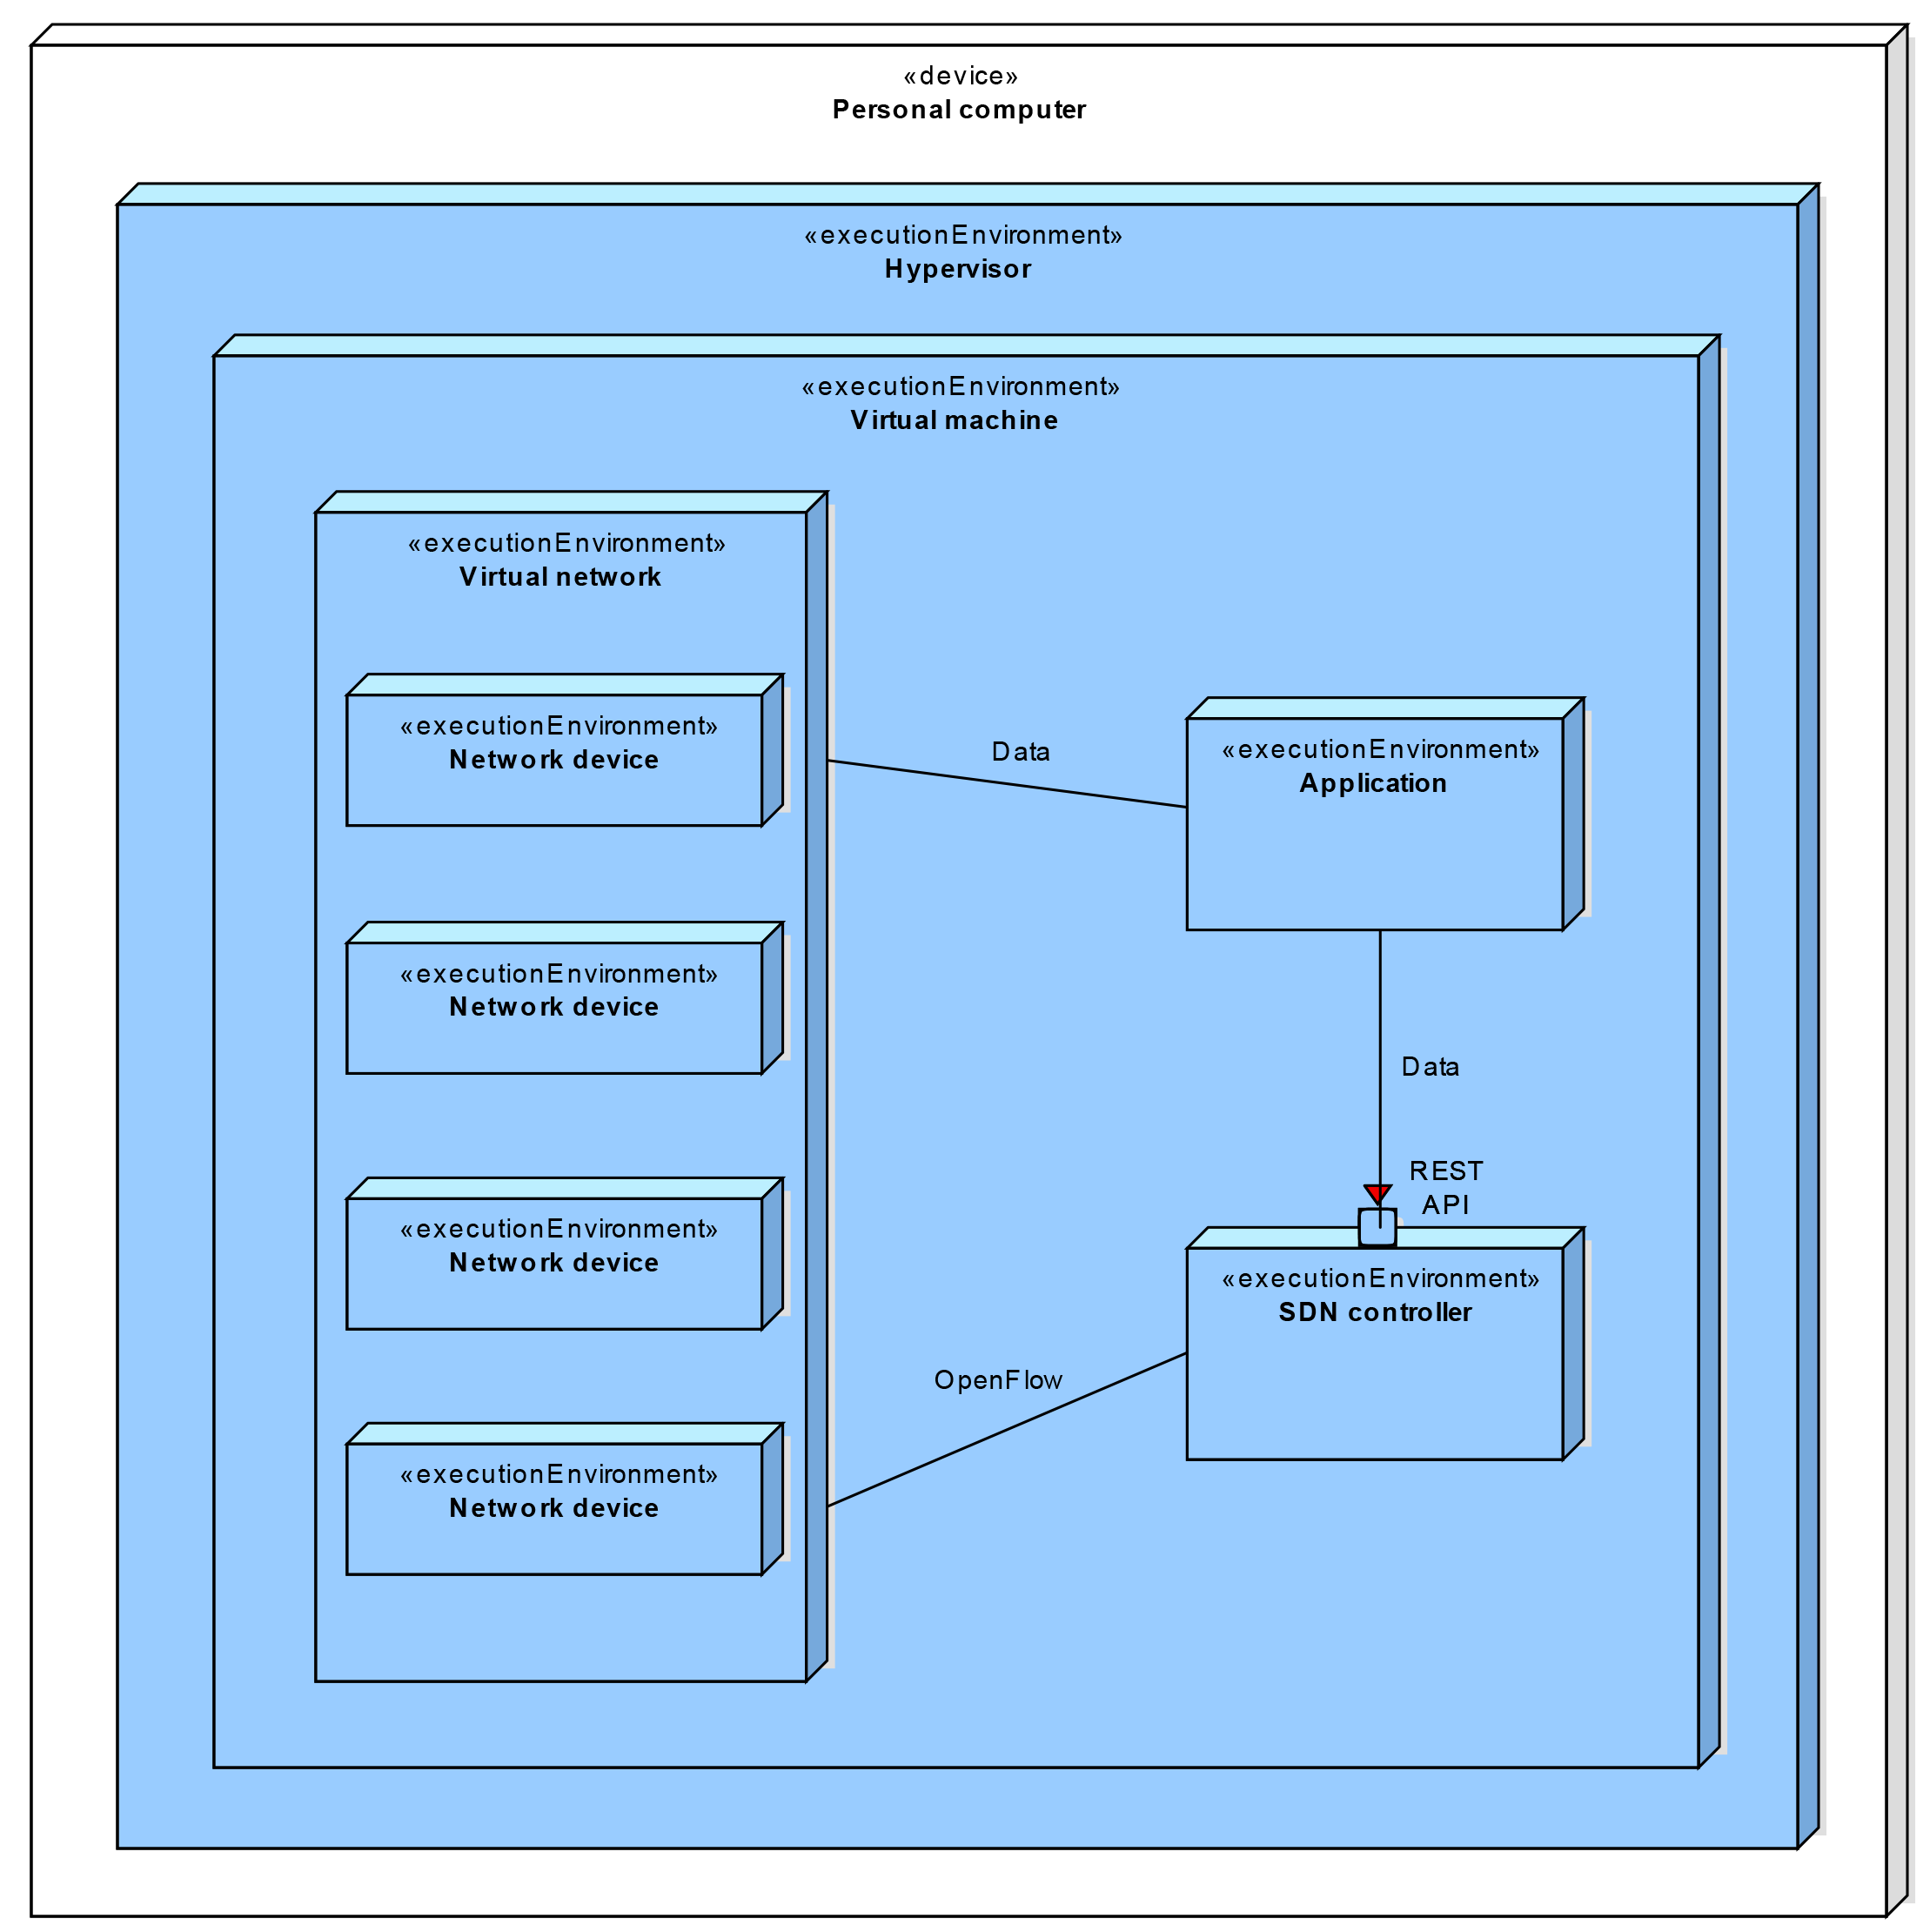 «device»
Personal computer
«executionEnvironment»
Hypervisor
«executionEnvironment»
Virtual machine
«executionEnvironment»
Virtual network
«executionEnvironment»
Network device
«executionEnvironment»
Network device
«executionEnvironment»
Network device
«executionEnvironment»
Network device
Data
«executionEnvironment»
Application
Data
REST
API
«executionEnvironment»
SDN controller
OpenFlow